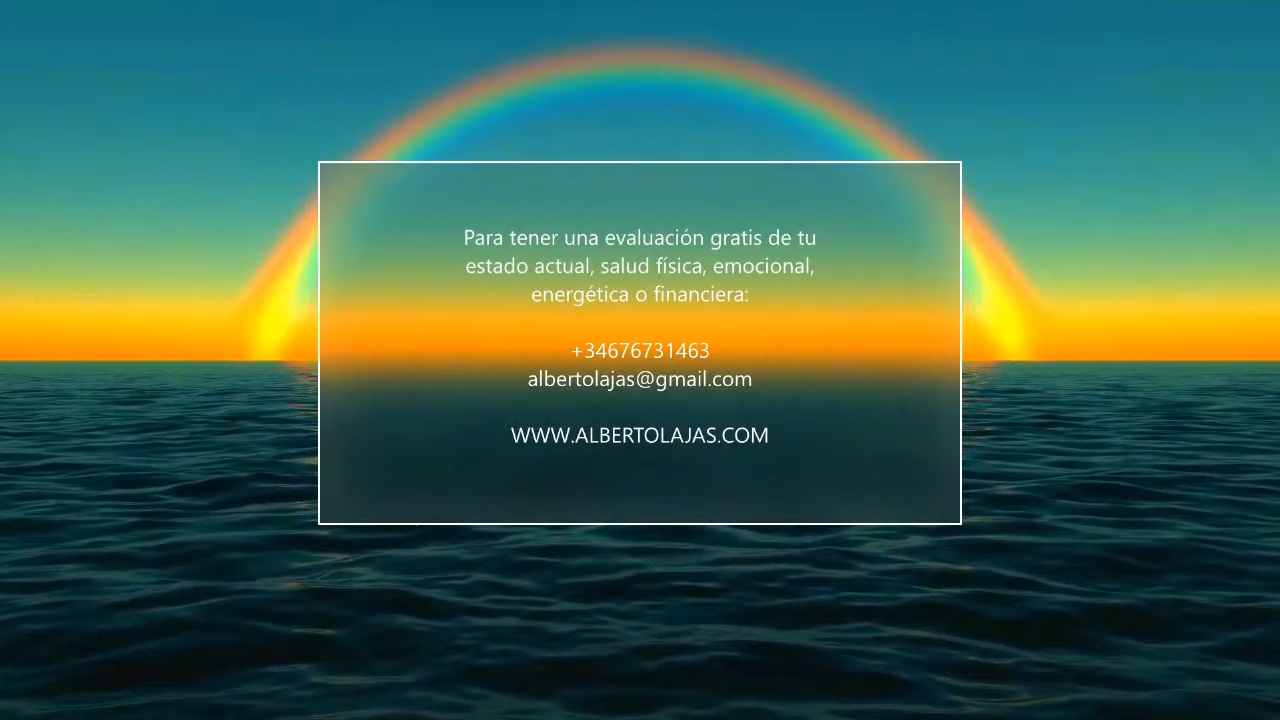 Para tener una evaluación gratis de tu
estado actual, salud física, emocional,
energética o financiera:
+34676731463
albertolajas@gmail.com
WWW.ALBERTOLAJAS.COM